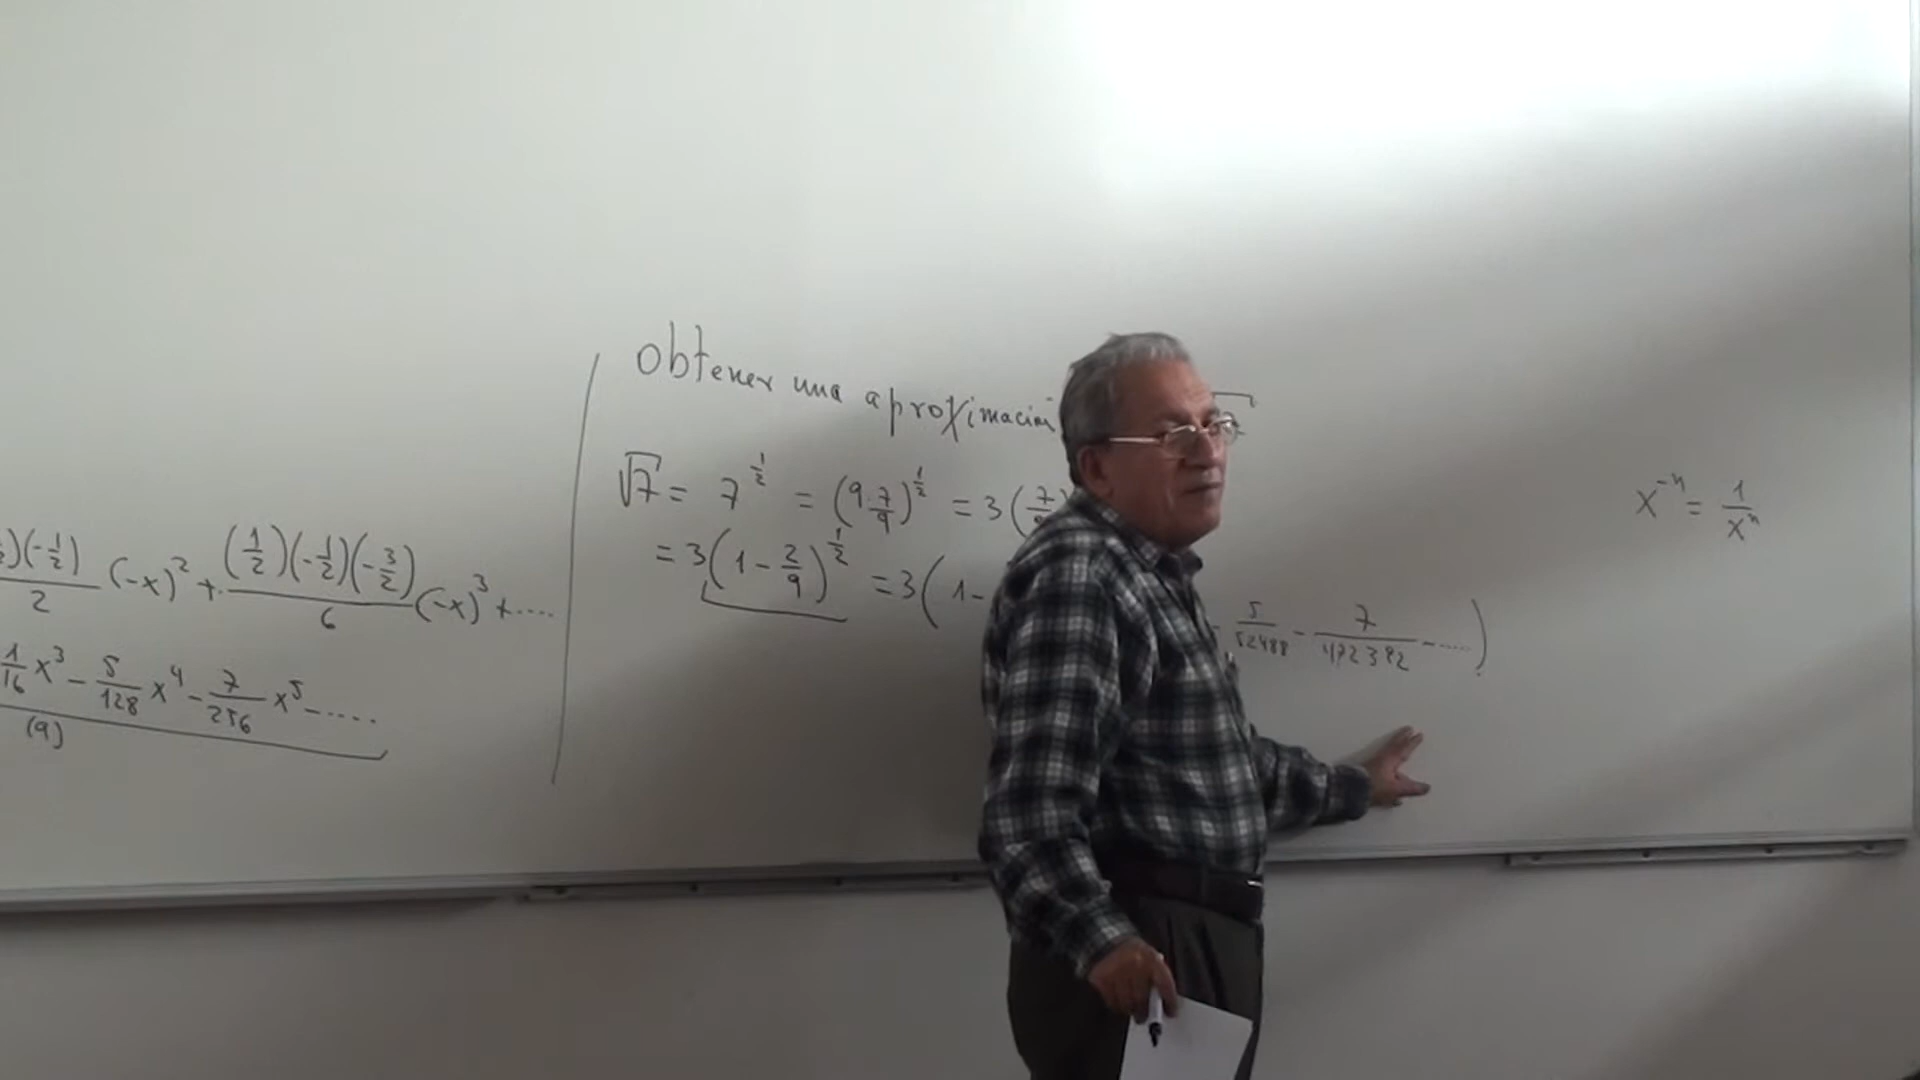 Obtener una aproximación
√7 = 7^(1/2) = (9·7/9)^(1/2) = 3(7/
= 3(1 - 2/9)^(1/2) = 3(1-
- 5/52488 - 7/472392 - .....)
)(-1/2)/2 (-x)^2 + (1/2)(-1/2)(-3/2)/6 (-x)^3 + ....
1/16 x^3 - 5/128 x^4 - 7/256 x^5 - ....
(a)
x^-n = 1/x^n